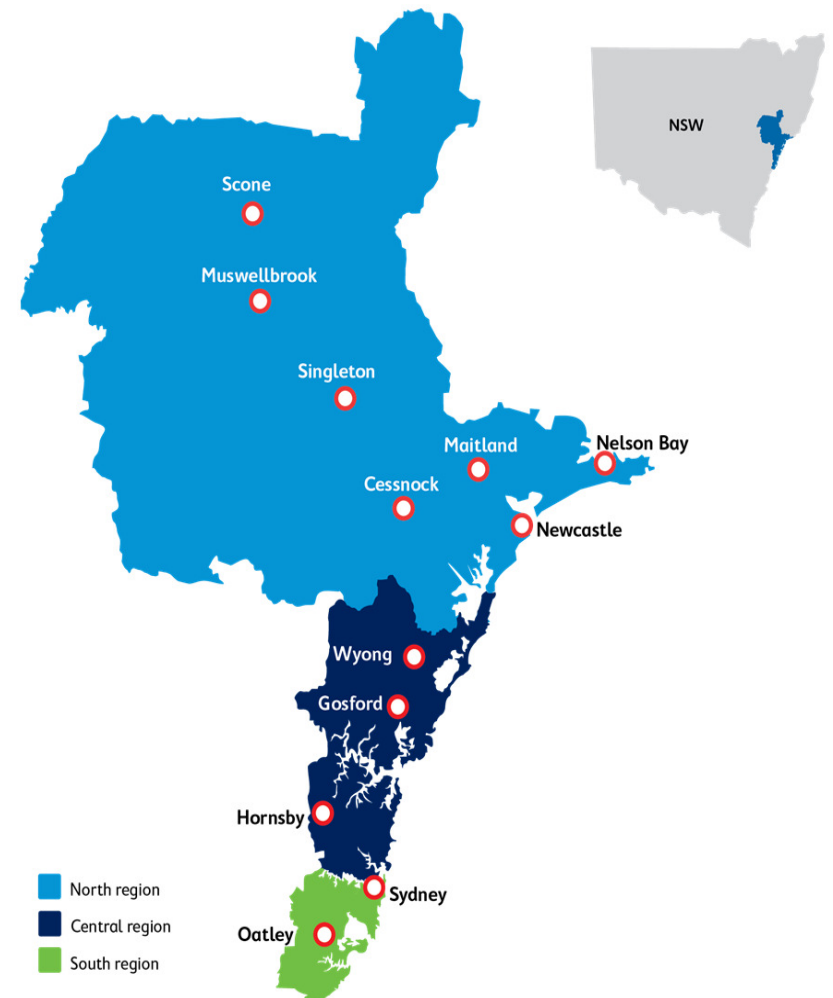 NSW
Scone
Muswellbrook
Singleton
Maitland
Nelson Bay
Cessnock
Newcastle
Wyong
Gosford
Hornsby
Sydney
Oatley
North region
Central region
South region